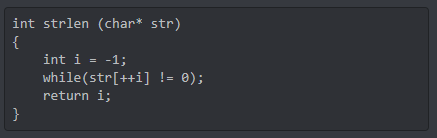 int strlen (char* str)
{
    int i = -1;
    while(str[++i] != 0);
    return i;
}